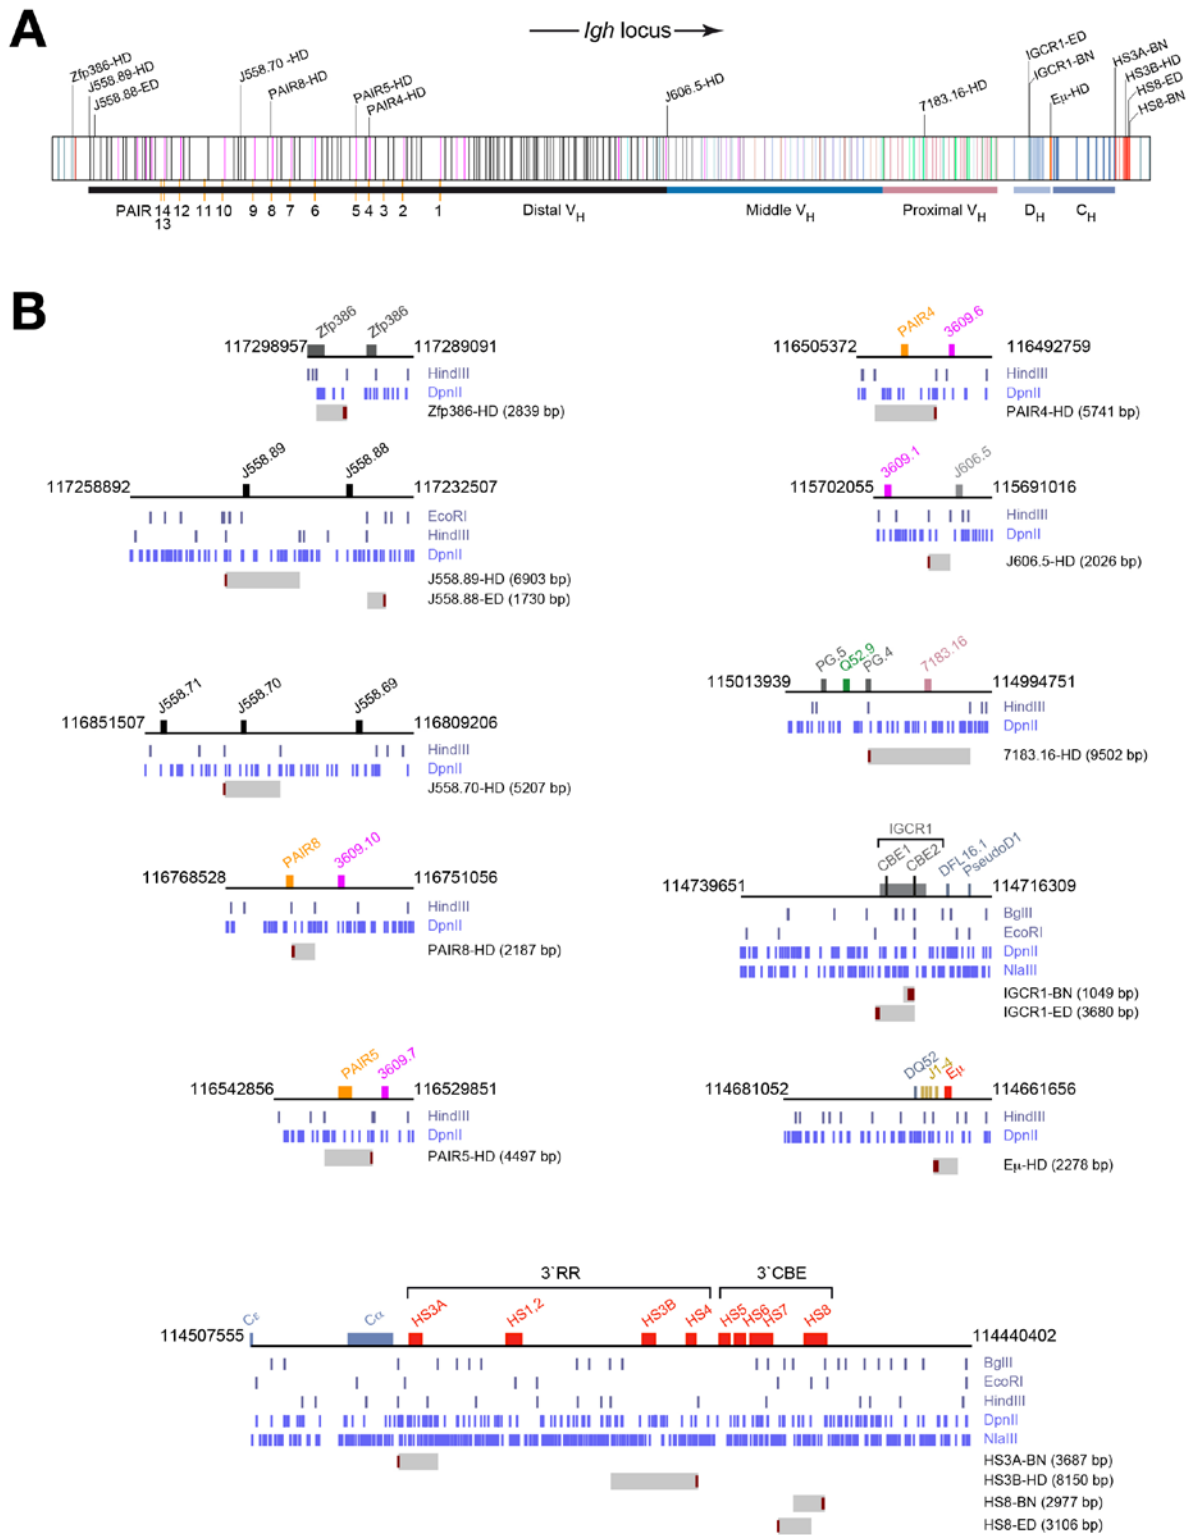 A
Igh locus
Zfp386-HD
J558.89-HD
J558.88-ED
J558.70 -HD
PAIR8-HD
PAIR5-HD
PAIR4-HD
J606.5-HD
7183.16-HD
IGCR1-ED
IGCR1-BN
Eμ-HD
HS3A-BN
HS3B-HD
HS8-ED
HS8-BN
PAIR 14 12 11 10 9 8 7 6 5 4 3 2 1 Distal VH Middle VH Proximal VH DH CH
13
B
Zfp386 Zfp386
117298957 117289091
HindIII
DpnII
Zfp386-HD (2839 bp)
J558.89 J558.88
117258892 117232507
EcoRI
HindIII
DpnII
J558.89-HD (6903 bp)
J558.88-ED (1730 bp)
J558.71 J558.70 J558.69
116851507 116809206
HindIII
DpnII
J558.70-HD (5207 bp)
PAIR8 3609.10
116768528 116751056
HindIII
DpnII
PAIR8-HD (2187 bp)
PAIR5 3609.7
116542856 116529851
HindIII
DpnII
PAIR5-HD (4497 bp)
PAIR4 3609.6
116505372 116492759
HindIII
DpnII
PAIR4-HD (5741 bp)
3609.1 J606.5
115702055 115691016
HindIII
DpnII
J606.5-HD (2026 bp)
PG.5 Q52.9 PG.4 7183.16
115013939 114994751
HindIII
DpnII
7183.16-HD (9502 bp)
IGCR1
CBE1 CBE2 DFL16.1 PseudoD1
114739651 114716309
BglII
EcoRI
DpnII
NlaIII
IGCR1-BN (1049 bp)
IGCR1-ED (3680 bp)
DQ52 J1-4 Eμ
114681052 114661656
HindIII
DpnII
Eμ-HD (2278 bp)
3`RR 3`CBE
Cε Cα HS3A HS1,2 HS3B HS4 HS5 HS6 HS7 HS8
114507555 114440402
BglII
EcoRI
HindIII
DpnII
NlaIII
HS3A-BN (3687 bp)
HS3B-HD (8150 bp)
HS8-BN (2977 bp)
HS8-ED (3106 bp)